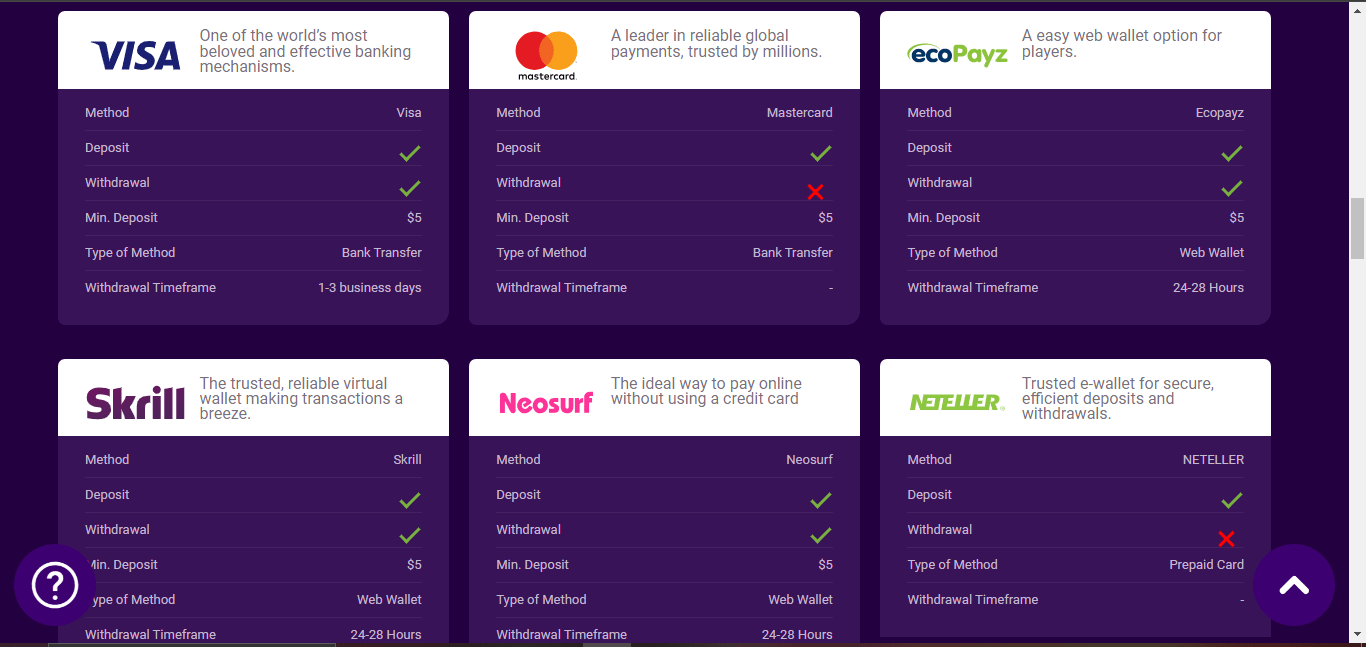 VISA
One of the world's most
beloved and effective banking
mechanisms.
Method Visa
Deposit
Withdrawal
Min. Deposit $5
Type of Method Bank Transfer
Withdrawal Timeframe 1-3 business days
mastercard.
A leader in reliable global
payments, trusted by millions.
Method Mastercard
Deposit
Withdrawal
Min. Deposit $5
Type of Method Bank Transfer
Withdrawal Timeframe -
ecoPayz
A easy web wallet option for
players.
Method Ecopayz
Deposit
Withdrawal
Min. Deposit $5
Type of Method Web Wallet
Withdrawal Timeframe 24-28 Hours
Skrill
The trusted, reliable virtual
wallet making transactions a
breeze.
Method Skrill
Deposit
Withdrawal
Min. Deposit $5
Type of Method Web Wallet
Withdrawal Timeframe 24-28 Hours
Neosurf
The ideal way to pay online
without using a credit card
Method Neosurf
Deposit
Withdrawal
Min. Deposit $5
Type of Method Web Wallet
Withdrawal Timeframe 24-28 Hours
NETELLER®
Trusted e-wallet for secure,
efficient deposits and
withdrawals.
Method NETELLER
Deposit
Withdrawal
Type of Method Prepaid Card
Withdrawal Timeframe -
?